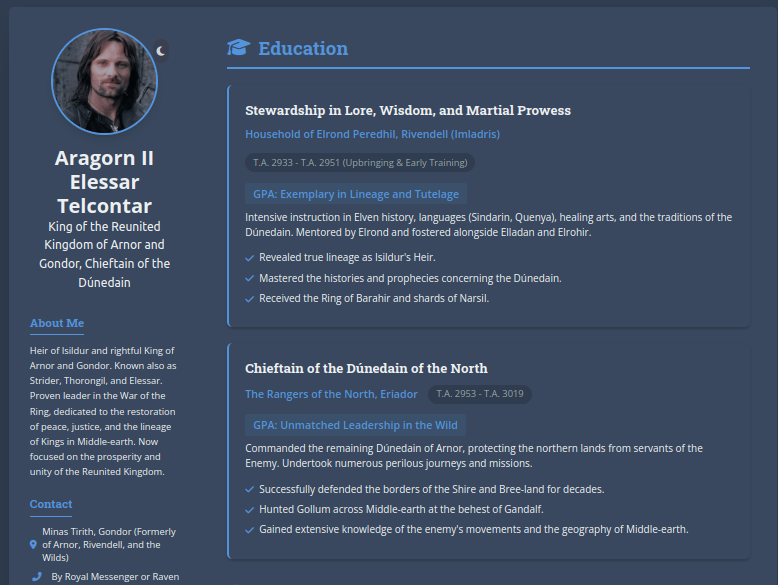 Aragorn II
Elessar
Telcontar
King of the Reunited
Kingdom of Arnor and
Gondor, Chieftain of the
Dúnedain
About Me
Heir of Isildur and rightful King of
Arnor and Gondor. Known also as
Strider, Thorongil, and Elessar.
Proven leader in the War of the
Ring, dedicated to the restoration
of peace, justice, and the lineage
of Kings in Middle-earth. Now
focused on the prosperity and
unity of the Reunited Kingdom.
Contact
Minas Tirith, Gondor (Formerly
of Arnor, Rivendell, and the
Wilds)
By Royal Messenger or Raven
Education
Stewardship in Lore, Wisdom, and Martial Prowess
Household of Elrond Peredhil, Rivendell (Imladris)
T.A. 2933 - T.A. 2951 (Upbringing & Early Training)
GPA: Exemplary in Lineage and Tutelage
Intensive instruction in Elven history, languages (Sindarin, Quenya), healing arts, and the traditions of the
Dúnedain. Mentored by Elrond and fostered alongside Elladan and Elrohir.
Revealed true lineage as Isildur's Heir.
Mastered the histories and prophecies concerning the Dúnedain.
Received the Ring of Barahir and shards of Narsil.
Chieftain of the Dúnedain of the North
The Rangers of the North, Eriador T.A. 2953 - T.A. 3019
GPA: Unmatched Leadership in the Wild
Commanded the remaining Dúnedain of Arnor, protecting the northern lands from servants of the
Enemy. Undertook numerous perilous journeys and missions.
Successfully defended the borders of the Shire and Bree-land for decades.
Hunted Gollum across Middle-earth at the behest of Gandalf.
Gained extensive knowledge of the enemy's movements and the geography of Middle-earth.